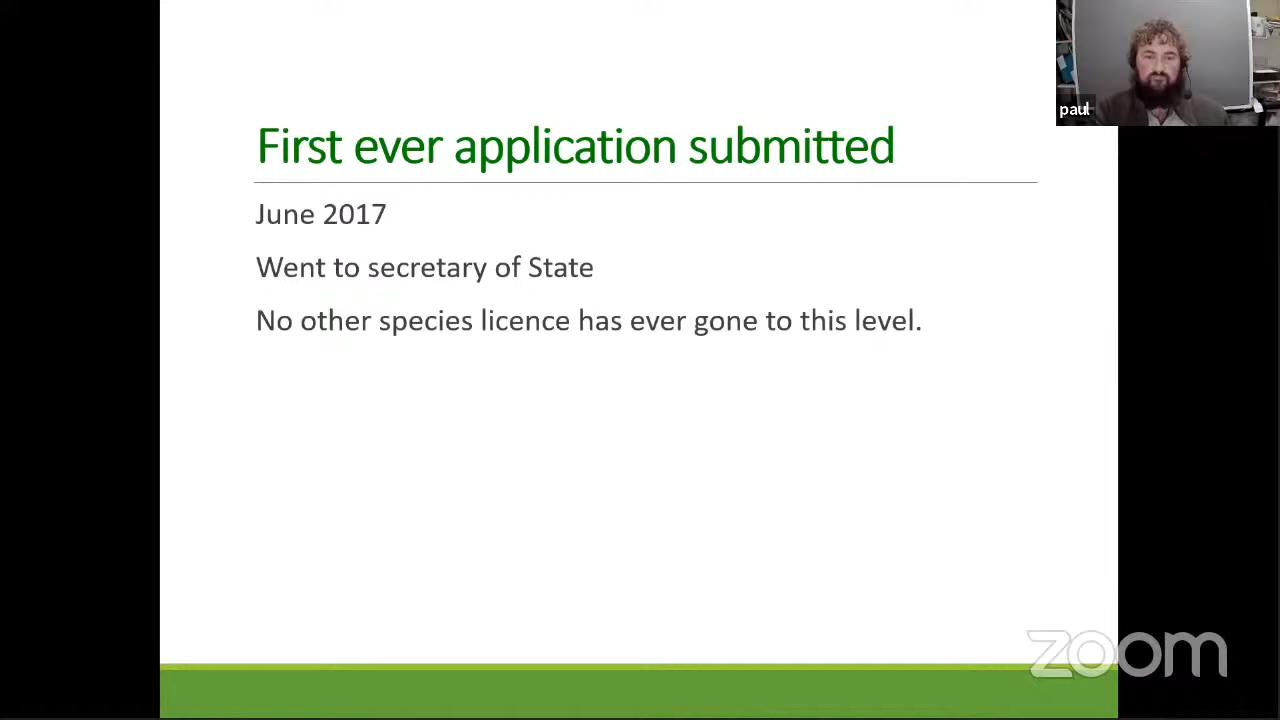 paul
First ever application submitted
June 2017
Went to secretary of State
No other species licence has ever gone to this level.
zoom